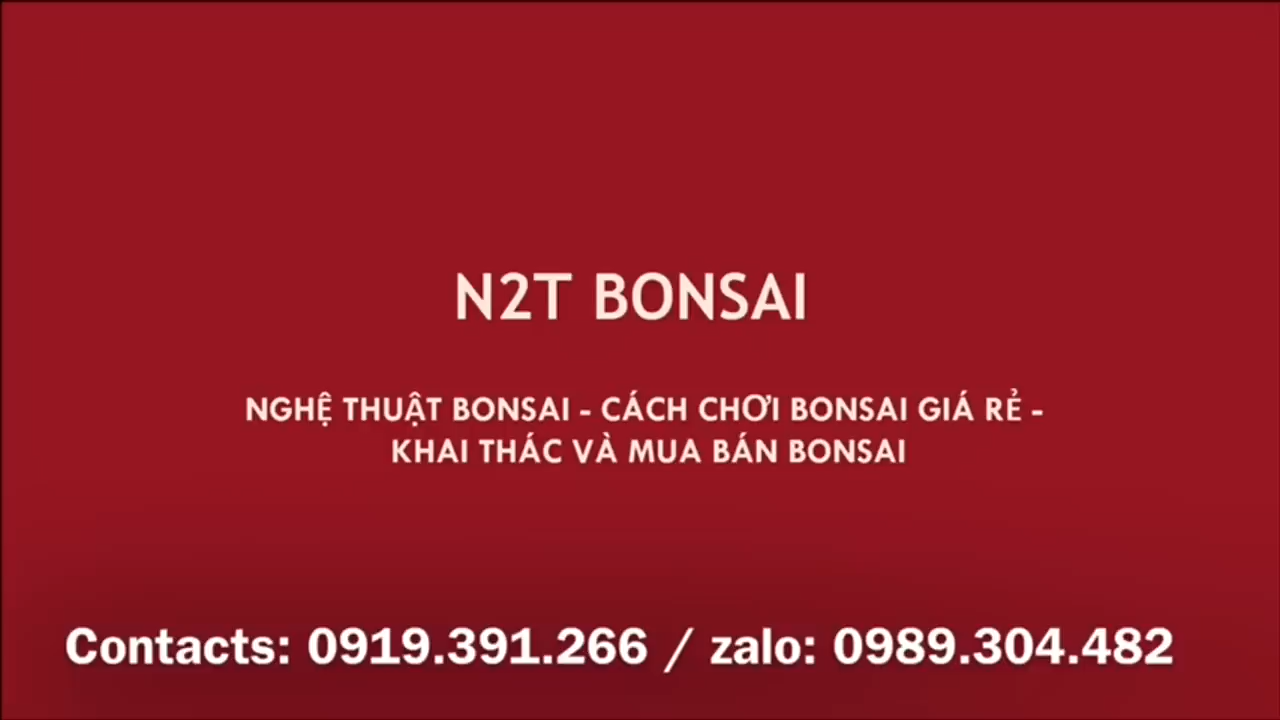 N2T BONSAI
NGHỆ THUẬT BONSAI - CÁCH CHƠI BONSAI GIÁ RẺ -
KHAI THÁC VÀ MUA BÁN BONSAI
Contacts: 0919.391.266 / zalo: 0989.304.482